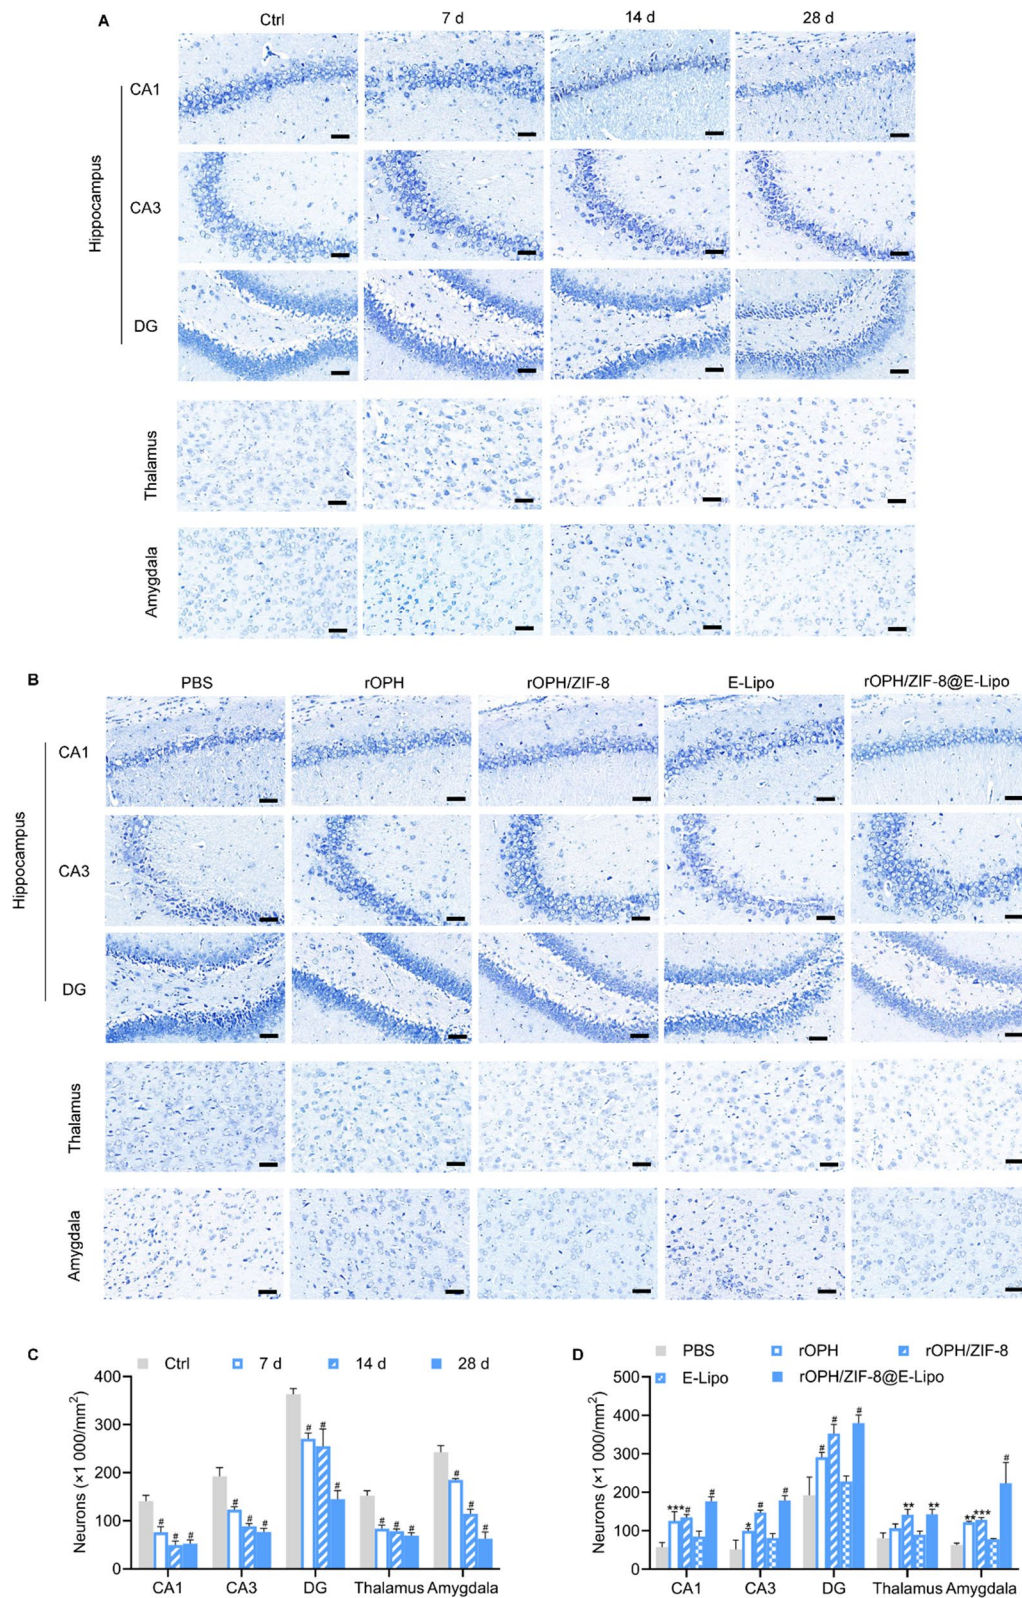 A
Ctrl 7 d 14 d 28 d
Hippocampus
CA1
CA3
DG
Thalamus
Amygdala
B
PBS rOPH rOPH/ZIF-8 E-Lipo rOPH/ZIF-8@E-Lipo
Hippocampus
CA1
CA3
DG
Thalamus
Amygdala
C
Ctrl 7 d 14 d 28 d
Neurons (×1 000/mm²)
400
300
200
100
0
# # # # # # # # # # # # # # #
CA1 CA3 DG Thalamus Amygdala
D
PBS rOPH rOPH/ZIF-8
E-Lipo rOPH/ZIF-8@E-Lipo
Neurons (×1 000/mm²)
500
400
300
200
100
0
*** # # * # # # # # ** ** ** *** #
CA1 CA3 DG Thalamus Amygdala